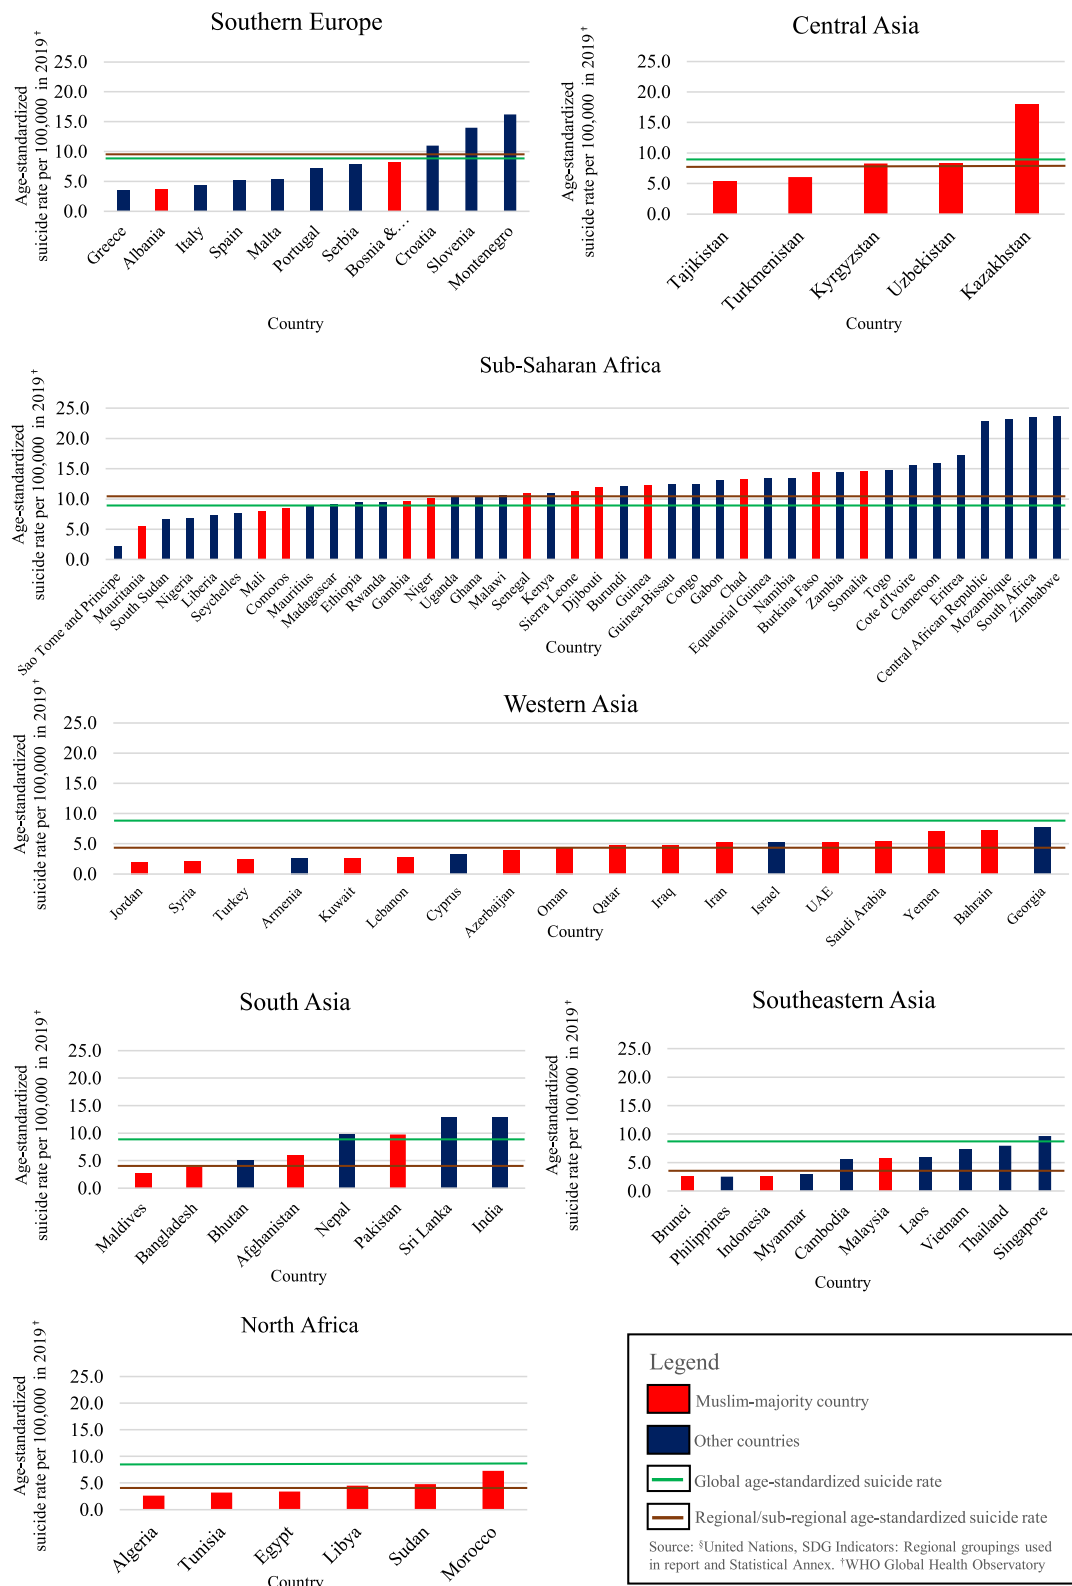 Southern Europe
Age-standardized
suicide rate per 100,000 in 2019†
25.0
20.0
15.0
10.0
5.0
0.0
Greece
Albania
Italy
Spain
Malta
Portugal
Serbia
Bosnia &…
Croatia
Slovenia
Montenegro
Country
Central Asia
Age-standardized
suicide rate per 100,000 in 2019†
25.0
20.0
15.0
10.0
5.0
0.0
Tajikistan
Turkmenistan
Kyrgyzstan
Uzbekistan
Kazakhstan
Country
Sub-Saharan Africa
Age-standardized
suicide rate per 100,000 in 2019†
25.0
20.0
15.0
10.0
5.0
0.0
Sao Tome and Principe
Mauritania
South Sudan
Nigeria
Liberia
Seychelles
Mali
Comoros
Mauritius
Madagascar
Ethiopia
Rwanda
Gambia
Niger
Uganda
Ghana
Malawi
Senegal
Kenya
Sierra Leone
Djibouti
Burundi
Guinea
Guinea-Bissau
Congo
Gabon
Chad
Equatorial Guinea
Namibia
Burkina Faso
Zambia
Somalia
Togo
Cote d'Ivoire
Cameroon
Eritrea
Central African Republic
Mozambique
South Africa
Zimbabwe
Country
Western Asia
Age-standardized
suicide rate per 100,000 in 2019†
25.0
20.0
15.0
10.0
5.0
0.0
Jordan
Syria
Turkey
Armenia
Kuwait
Lebanon
Cyprus
Azerbaijan
Oman
Qatar
Iraq
Iran
Israel
UAE
Saudi Arabia
Yemen
Bahrain
Georgia
Country
South Asia
Age-standardized
suicide rate per 100,000 in 2019†
25.0
20.0
15.0
10.0
5.0
0.0
Maldives
Bangladesh
Bhutan
Afghanistan
Nepal
Pakistan
Sri Lanka
India
Country
Southeastern Asia
Age-standardized
suicide rate per 100,000 in 2019†
25.0
20.0
15.0
10.0
5.0
0.0
Brunei
Philippines
Indonesia
Myanmar
Cambodia
Malaysia
Laos
Vietnam
Thailand
Singapore
Country
North Africa
Age-standardized
suicide rate per 100,000 in 2019†
25.0
20.0
15.0
10.0
5.0
0.0
Algeria
Tunisia
Egypt
Libya
Sudan
Morocco
Country
Legend
Muslim-majority country
Other countries
Global age-standardized suicide rate
Regional/sub-regional age-standardized suicide rate
Source: §United Nations, SDG Indicators: Regional groupings used
in report and Statistical Annex. †WHO Global Health Observatory